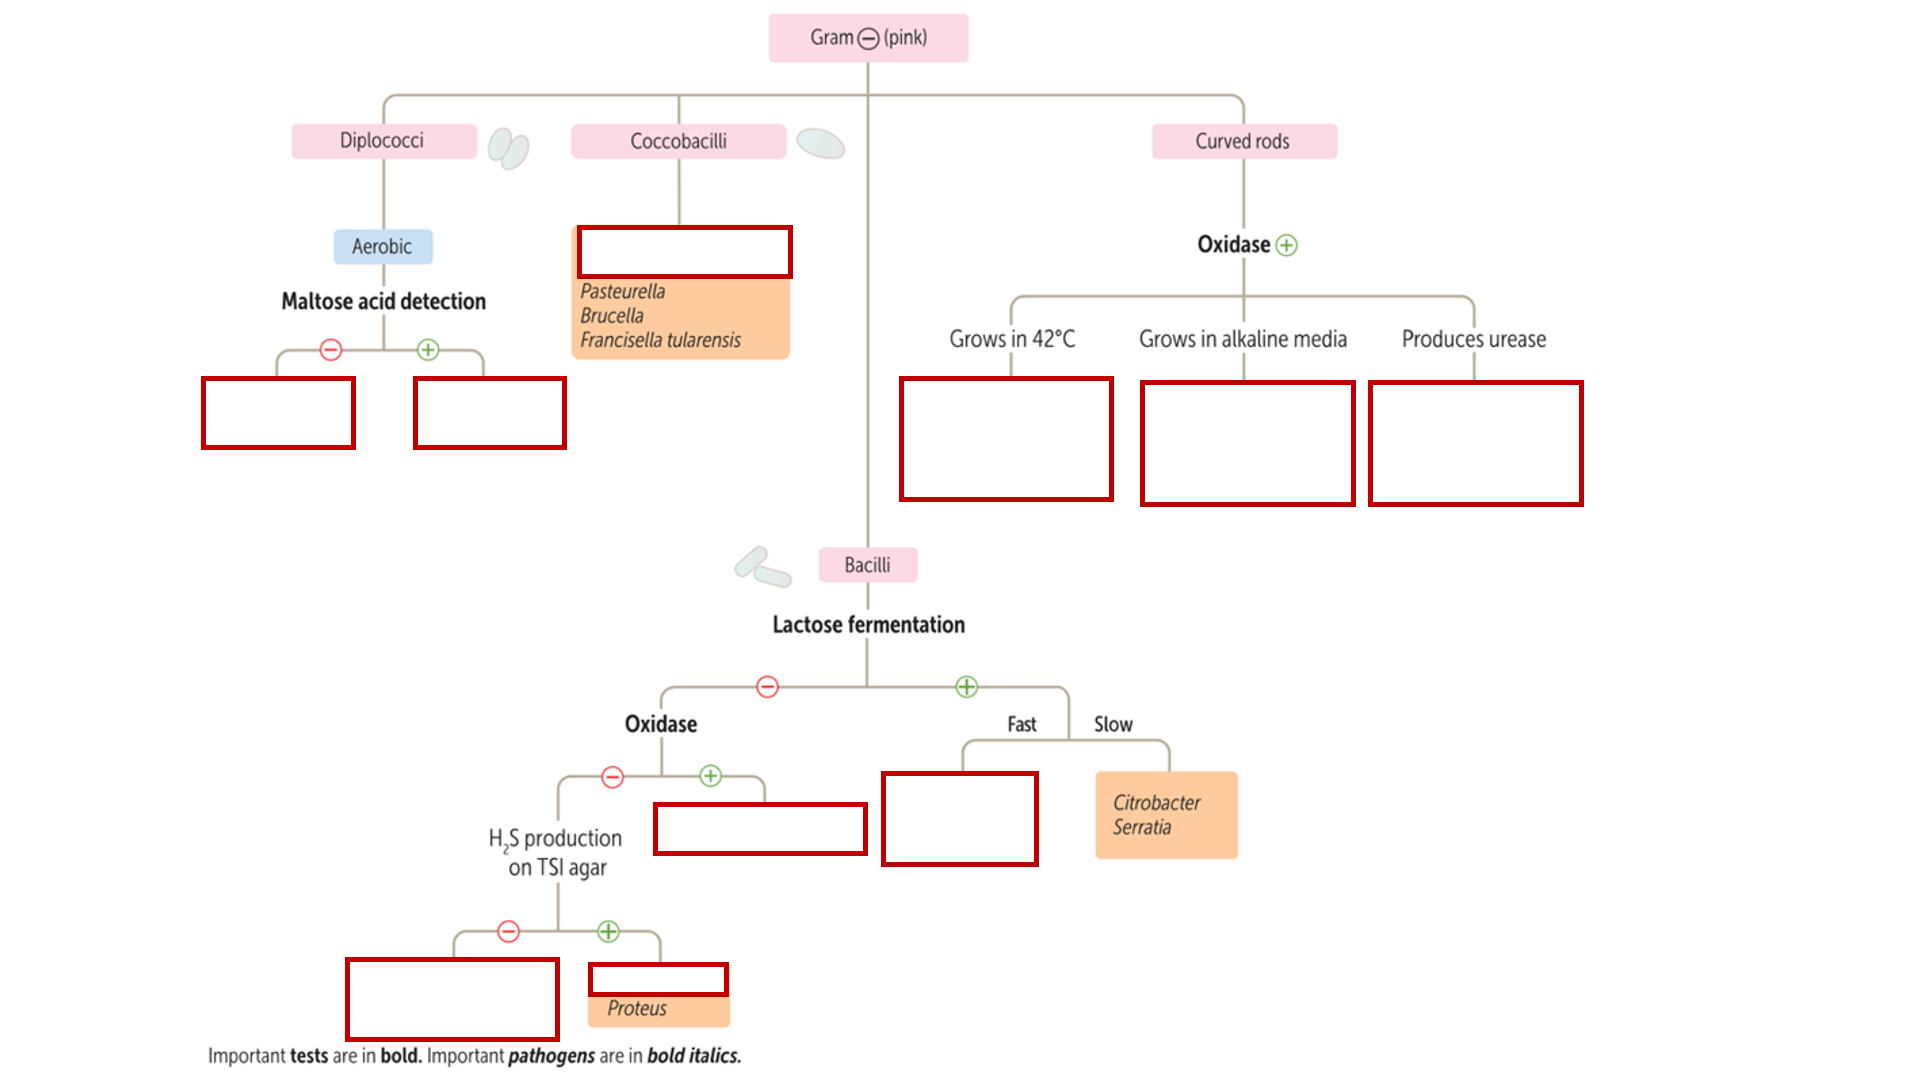 Gram ⊖ (pink)
Diplococci
Coccobacilli
Curved rods
Aerobic
Oxidase ⊕
Maltose acid detection
Pasteurella
Brucella
Francisella tularensis
Grows in 42°C
Grows in alkaline media
Produces urease
Bacilli
Lactose fermentation
Oxidase
Fast
Slow
Citrobacter
Serratia
H₂S production
on TSI agar
Proteus
Important tests are in bold. Important pathogens are in bold italics.